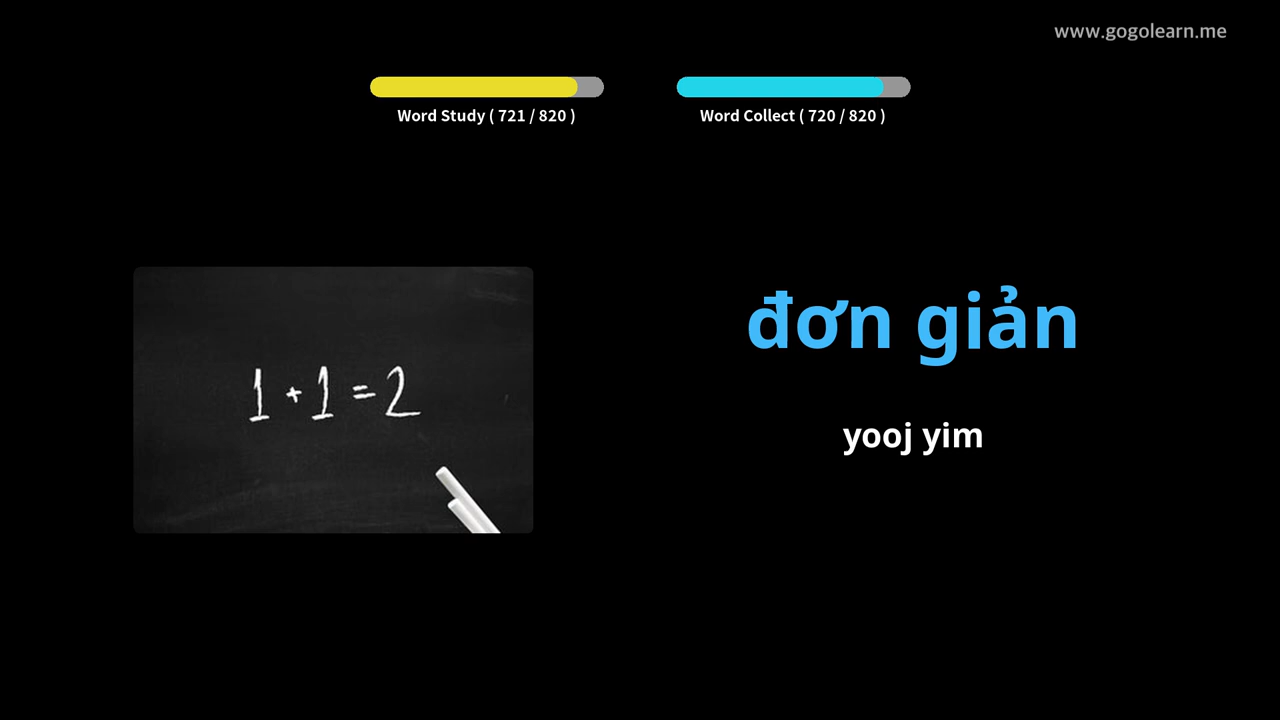 www.gogolearn.me
Word Study ( 721 / 820 )
Word Collect ( 720 / 820 )
1 + 1 = 2
đơn giản
yooj yim